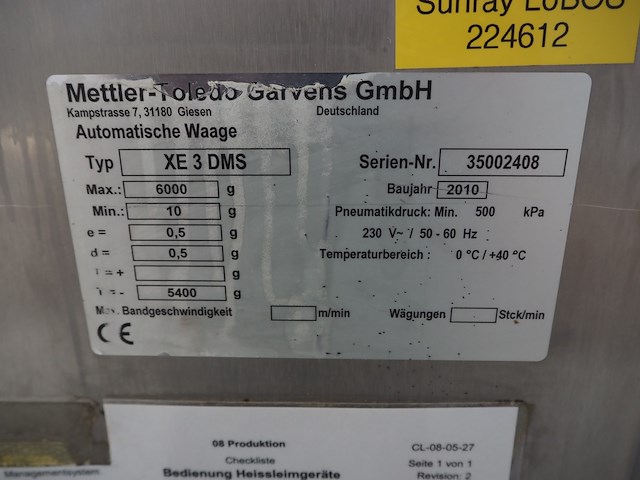 Sunray LoBOS
224612
Mettler-Toledo Garvens GmbH
Kampstrasse 7, 31180 Giesen Deutschland
Automatische Waage
Typ XE 3 DMS Serien-Nr. 35002408
Max.: 6000 g Baujahr 2010
Min.: 10 g Pneumatikdruck: Min. 500 kPa
e = 0,5 g 230 V~ / 50 - 60 Hz
d = 0,5 g Temperaturbereich : 0 °C / +40 °C
T = + g
T = - 5400 g
Max. Bandgeschwindigkeit m/min Wägungen Stck/min
CE
08 Produktion CL-08-05-27
Checkliste Seite 1 von 1
Managementsystem Bedienung Heissleimgeräte Revision: 2